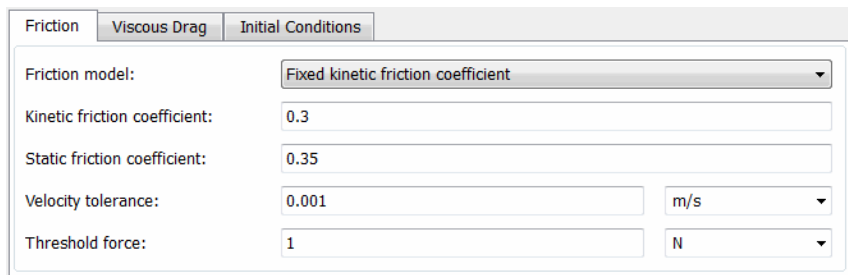 Friction Viscous Drag Initial Conditions
Friction model: Fixed kinetic friction coefficient
Kinetic friction coefficient: 0.3
Static friction coefficient: 0.35
Velocity tolerance: 0.001 m/s
Threshold force: 1 N